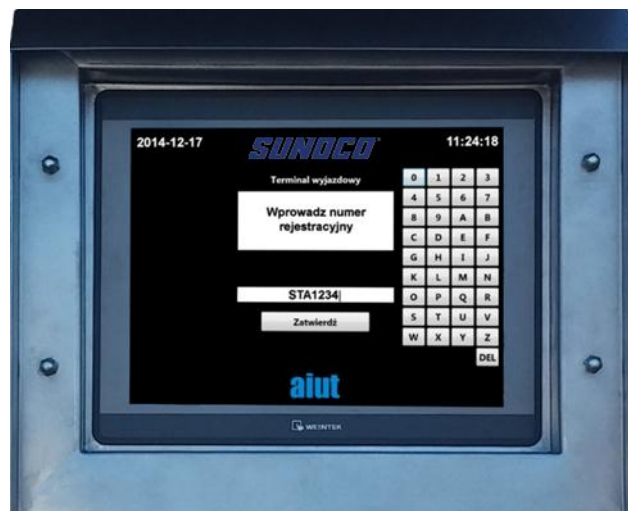 2014-12-17
SUNOCO
11:24:18
Terminal wyjazdowy
Wprowadz numer
rejestracyjny
STA1234
Zatwierdź
0 1 2 3
4 5 6 7
8 9 A B
C D E F
G H I J
K L M N
O P Q R
S T U V
W X Y Z
DEL
aiut
WEINTEK